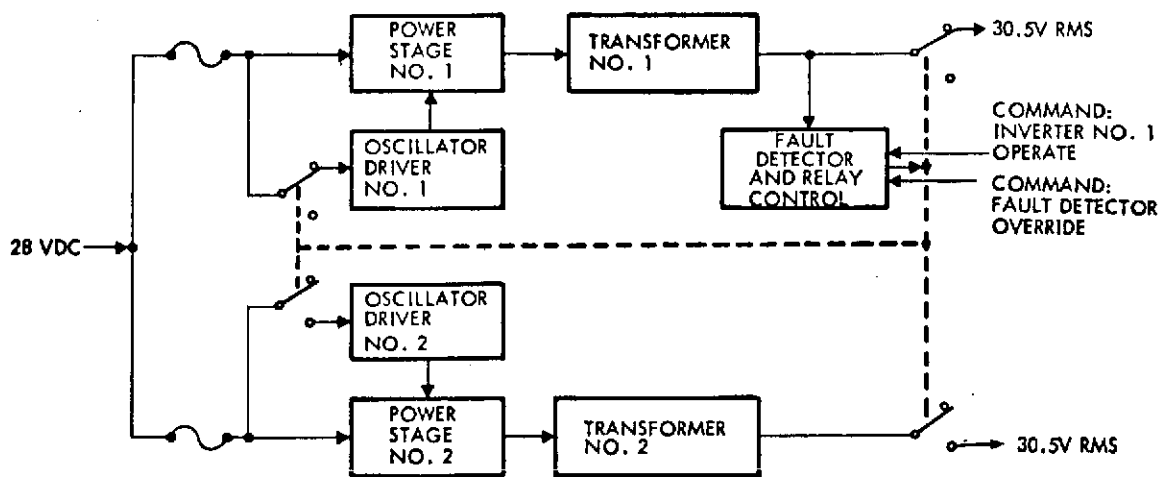 POWER
STAGE
NO. 1
TRANSFORMER
NO. 1
30.5V RMS
OSCILLATOR
DRIVER
NO. 1
FAULT
DETECTOR
AND RELAY
CONTROL
COMMAND:
INVERTER NO. 1
OPERATE
COMMAND:
FAULT DETECTOR
OVERRIDE
28 VDC
OSCILLATOR
DRIVER
NO. 2
POWER
STAGE
NO. 2
TRANSFORMER
NO. 2
30.5V RMS